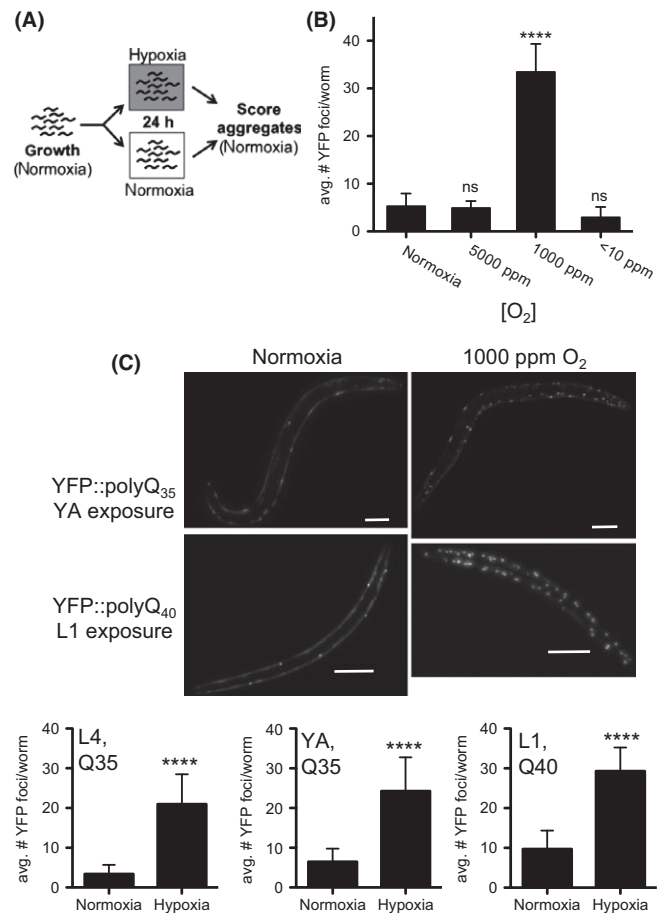 (A)
Hypoxia
24 h
Growth
(Normoxia)
Normoxia
Score
aggregates
(Normoxia)
(B)
avg. # YFP foci/worm
40
30
20
10
0
ns
****
ns
Normoxia
5000 ppm
1000 ppm
<10 ppm
[O₂]
(C)
Normoxia
1000 ppm O₂
YFP::polyQ₃₅
YA exposure
YFP::polyQ₄₀
L1 exposure
avg. # YFP foci/worm
40
30
20
10
0
L4,
Q35
****
Normoxia Hypoxia
avg. # YFP foci/worm
40
30
20
10
0
YA,
Q35
****
Normoxia Hypoxia
avg. # YFP foci/worm
40
30
20
10
0
L1,
Q40
****
Normoxia Hypoxia